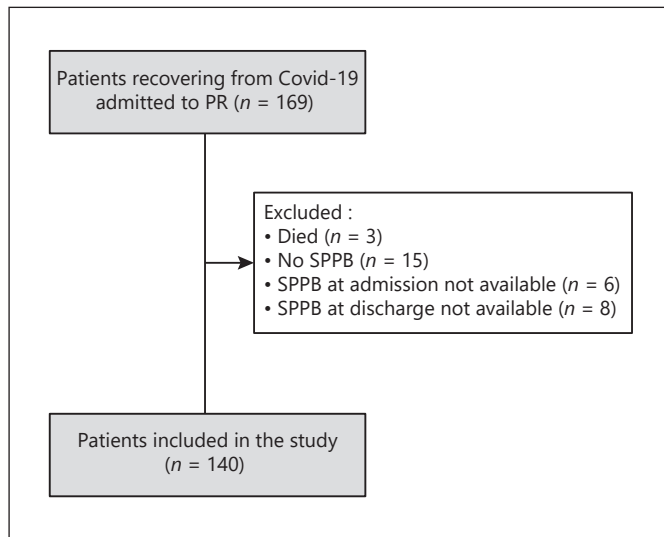 Patients recovering from Covid-19
admitted to PR (n = 169)
Excluded :
• Died (n = 3)
• No SPPB (n = 15)
• SPPB at admission not available (n = 6)
• SPPB at discharge not available (n = 8)
Patients included in the study
(n = 140)